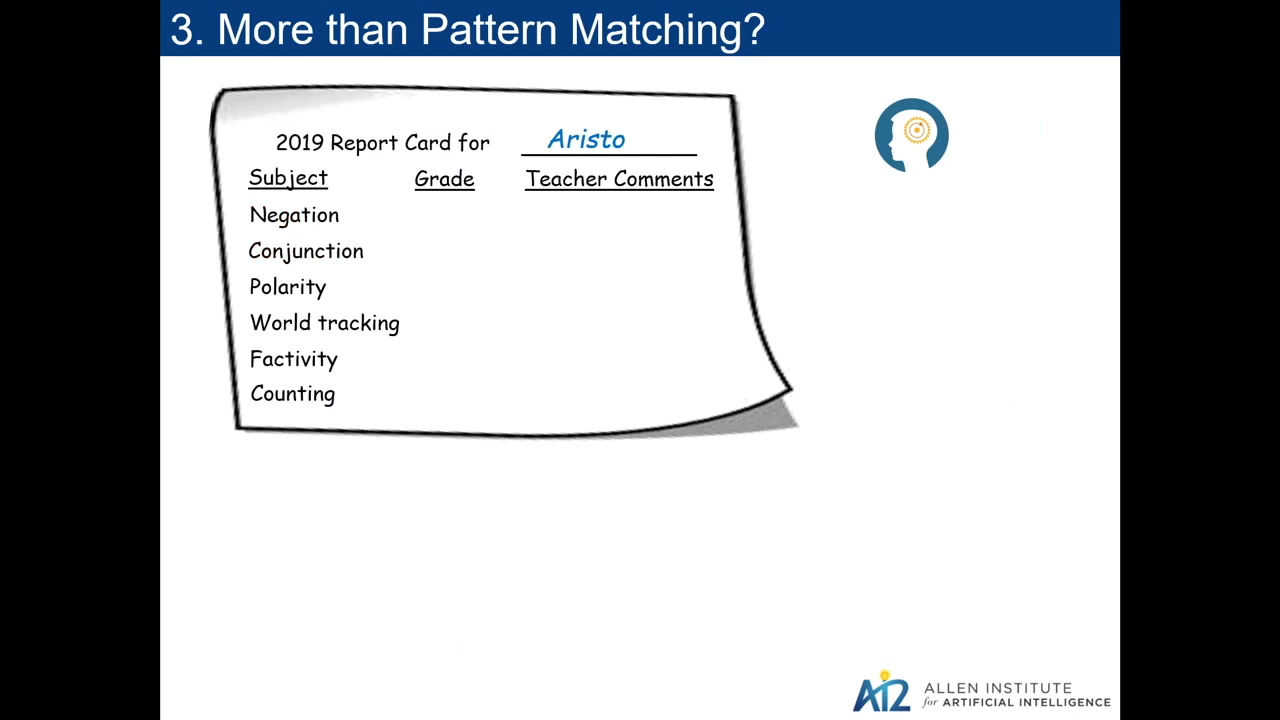 3. More than Pattern Matching?
2019 Report Card for Aristo
Subject Grade Teacher Comments
Negation
Conjunction
Polarity
World tracking
Factivity
Counting
AI2 ALLEN INSTITUTE
for ARTIFICIAL INTELLIGENCE